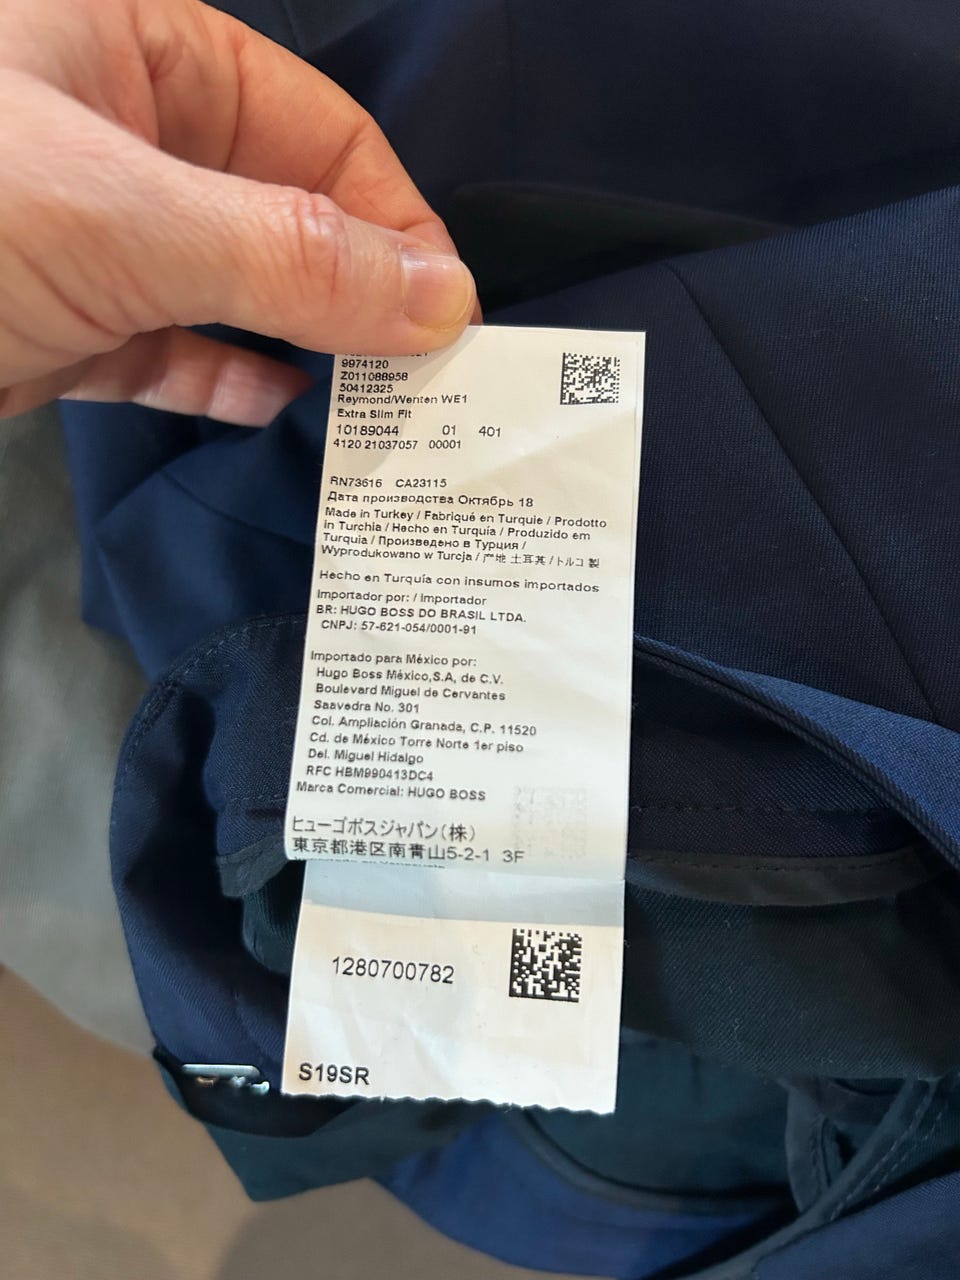 9974120
Z011088958
50412325
Reymond/Wenten WE1
Extra Slim Fit
10189044 01 401
4120 21037057 00001
RN73616 CA23115
Дата производства Октябрь 18
Made in Turkey / Fabriqué en Turquie / Prodotto
in Turchia / Hecho en Turquía / Produzido em
Turquia / Произведено в Турция /
Wyprodukowano w Turcja / 产地 土耳其 / トルコ 製
Hecho en Turquía con insumos importados
Importador por: / Importador
BR: HUGO BOSS DO BRASIL LTDA.
CNPJ: 57-621-054/0001-91
Importado para México por:
Hugo Boss México,S.A, de C.V.
Boulevard Miguel de Cervantes
Saavedra No. 301
Col. Ampliación Granada, C.P. 11520
Cd. de México Torre Norte 1er piso
Del. Miguel Hidalgo
RFC HBM990413DC4
Marca Comercial: HUGO BOSS
ヒューゴボスジャパン(株)
東京都港区南青山5-2-1 3F
1280700782
S19SR